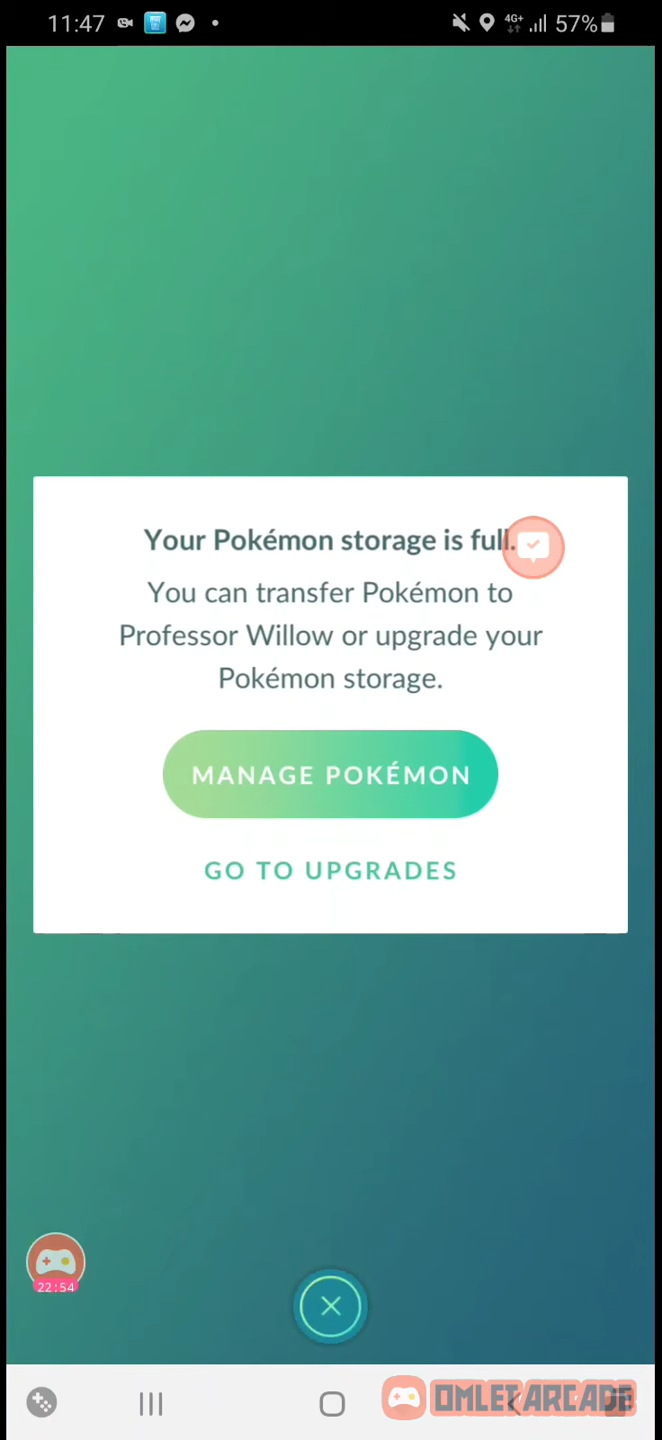 11:47
4G+
57%
Your Pokémon storage is full.
You can transfer Pokémon to
Professor Willow or upgrade your
Pokémon storage.
MANAGE POKÉMON
GO TO UPGRADES
22:54
OMLET ARCADE